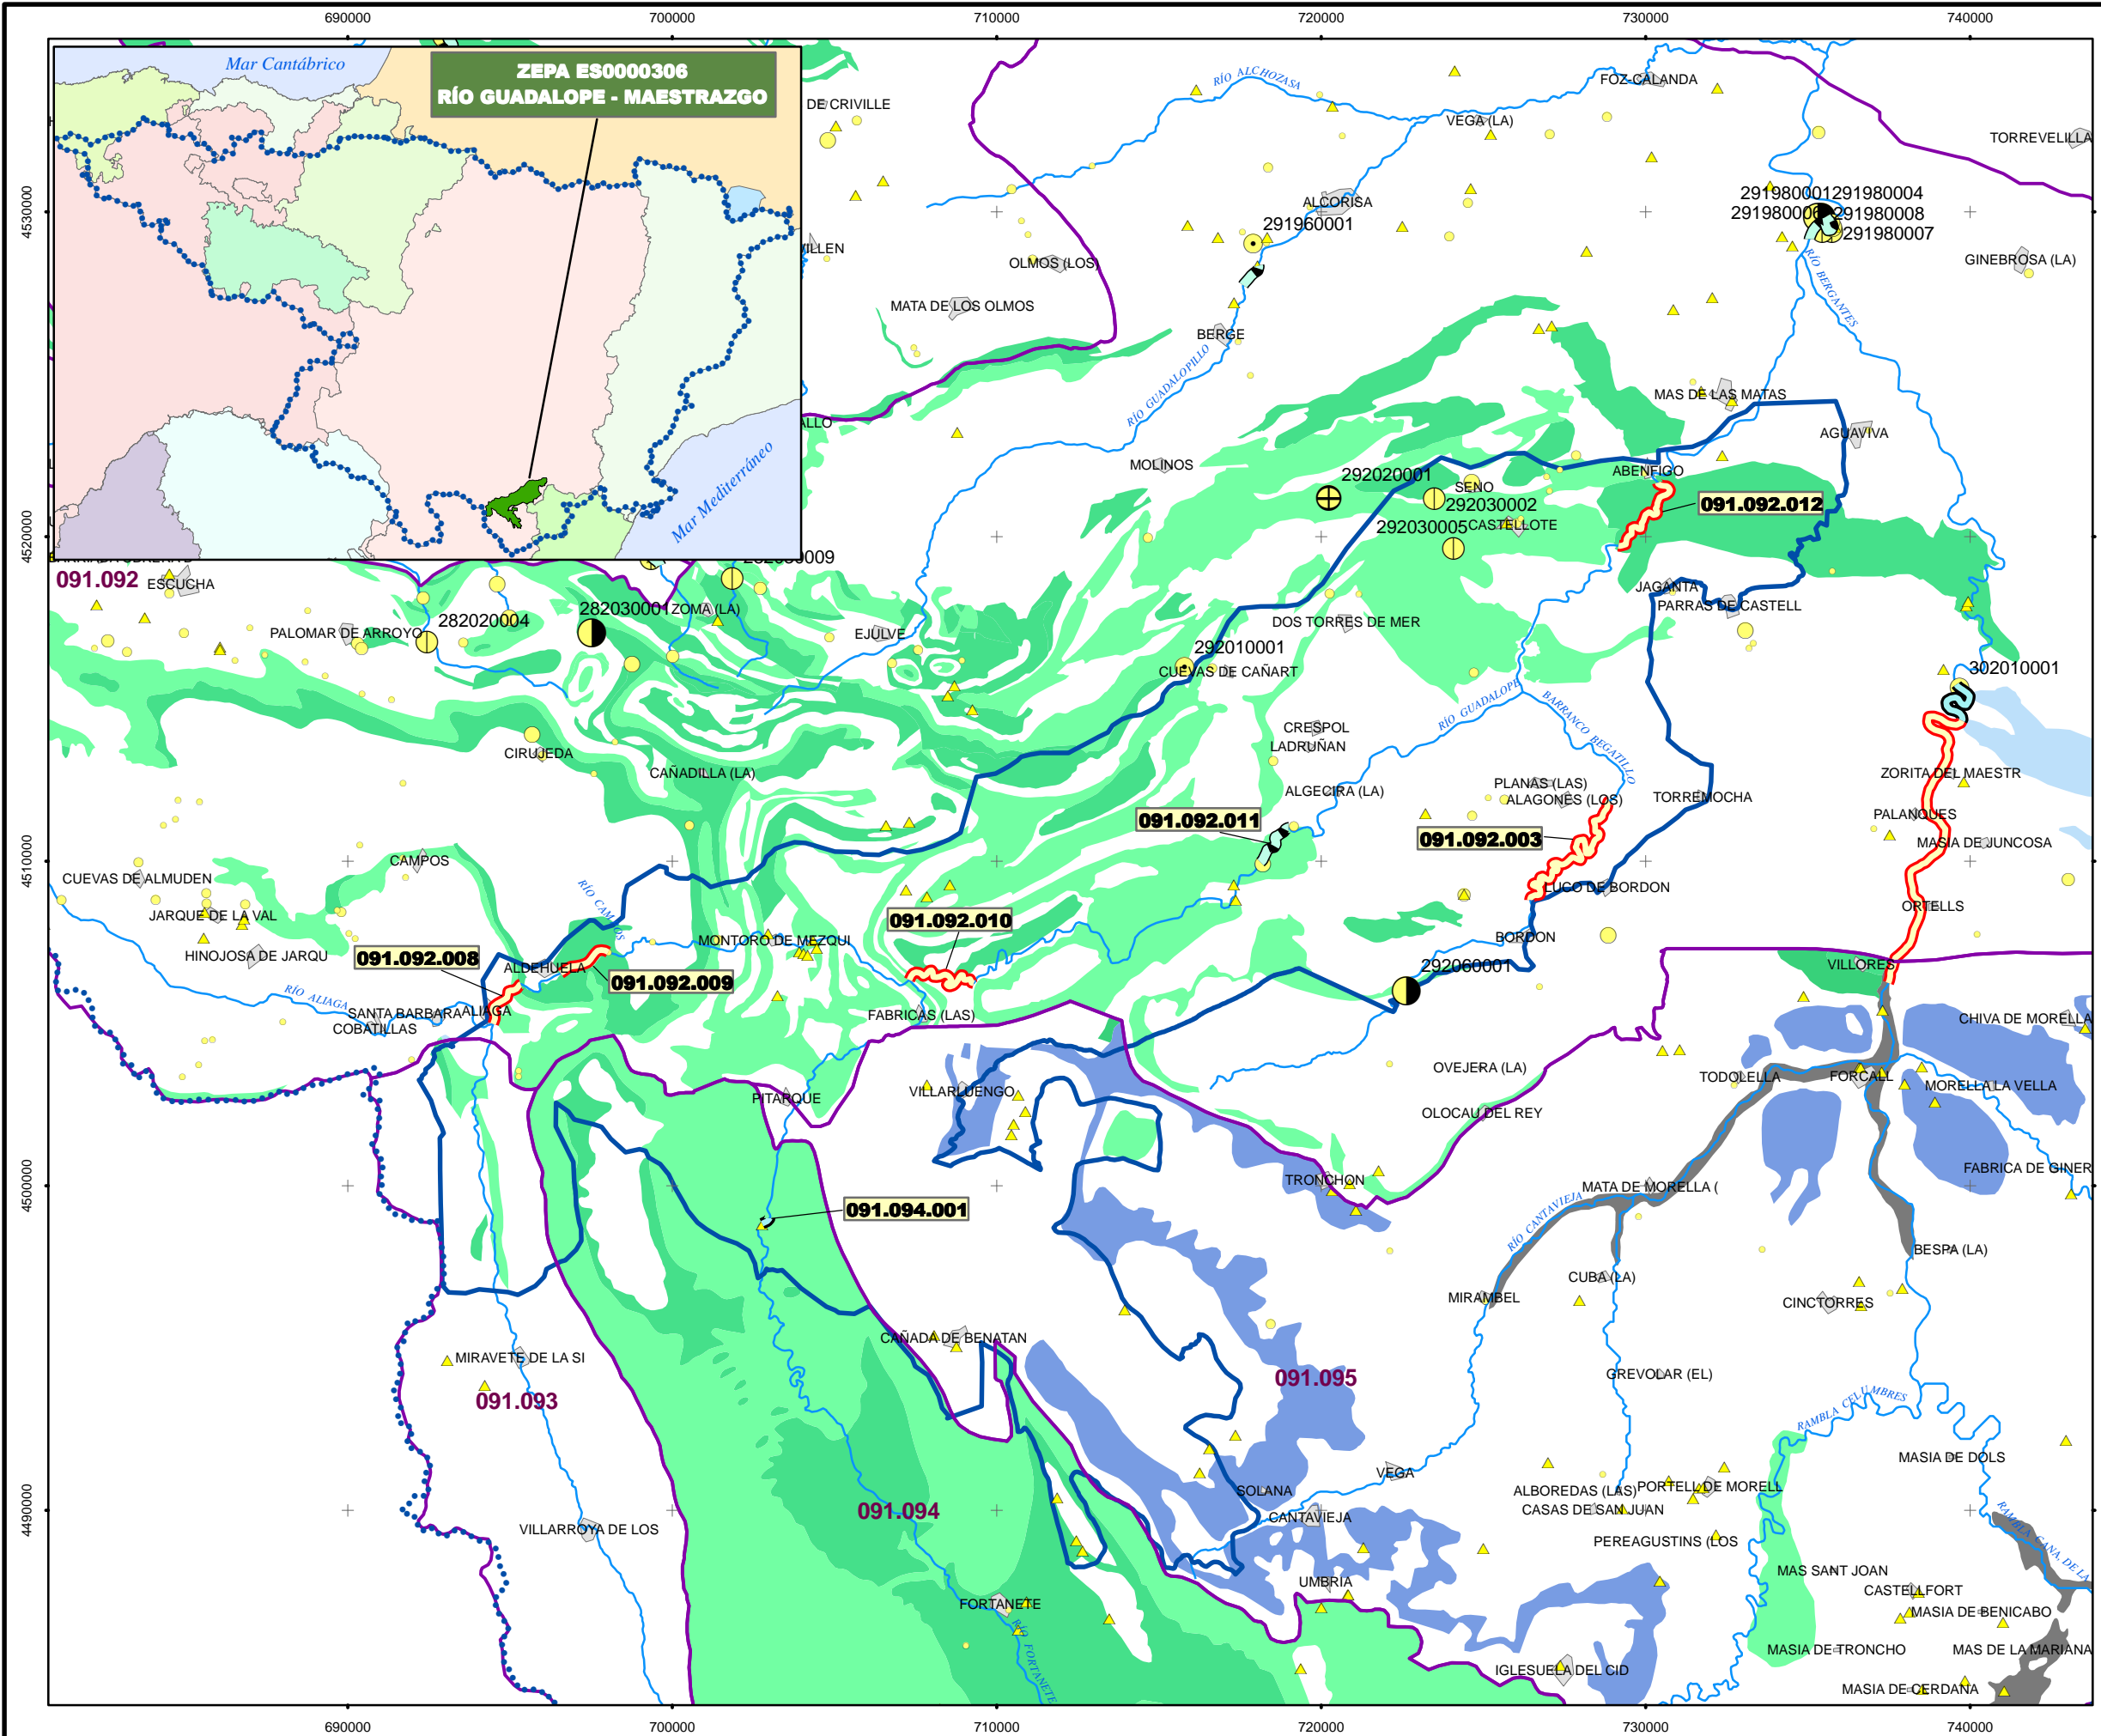 690000
700000
710000
720000
730000
740000
Mar Cantábrico
ZEPA ES0000306
RÍO GUADALOPE - MAESTRAZGO
Mar Mediterráneo
4530000
4520000
4510000
4500000
4490000
DE CRIVILLE
RÍO ALCHOZASA
FOZ-CALANDA
VEGA (LA)
TORREVELILLA
ALCORISA
291960001
291980001
291980004
291980006
291980008
291980007
VILLEN
OLMOS (LOS)
GINEBROSA (LA)
RÍO BERGANTES
MATA DE LOS OLMOS
BERGE
RÍO GUADALOPILLO
MAS DE LAS MATAS
ALLO
AGUAVIVA
MOLINOS
ABENFIGO
292020001
SENO
292030002
091.092.012
292030005
CASTELLOTE
091.092
ESCUCHA
JAGANTA
PARRAS DE CASTELL
282030001
ZOMA (LA)
282020004
PALOMAR DE ARROYO
EJULVE
DOS TORRES DE MER
292010001
CUEVAS DE CAÑART
302010001
RÍO GUADALOPE
BARRANCO BEGATILLO
CRESPOL
LADRUÑAN
CIRUJEDA
CAÑADILLA (LA)
ZORITA DEL MAESTR
PLANAS (LAS)
ALAGONES (LOS)
ALGECIRA (LA)
TORREMOCHA
PALANQUES
091.092.011
091.092.003
MASIA DE JUNCOSA
CAMPOS
CUEVAS DE ALMUDEN
LUCO DE BORDON
ORTELLS
JARQUE DE LA VAL
RÍO CAMPOS
091.092.010
HINOJOSA DE JARQU
091.092.008
MONTORO DE MEZQUI
BORDON
ALDEHUELA
091.092.009
292060001
VILLORES
RÍO ALIAGA
SANTA BARBARA
ALIAGA
COBATILLAS
FABRICAS (LAS)
CHIVA DE MORELLA
OVEJERA (LA)
TODOLELLA
FORCALL
MORELLA LA VELLA
VILLARLUENGO
PITARQUE
OLOCAU DEL REY
TRONCHON
FABRICA DE GINER
MATA DE MORELLA (
RÍO CANTAVIEJA
091.094.001
BESPA (LA)
CUBA (LA)
MIRAMBEL
CINCTORRES
CAÑADA DE BENATAN
MIRAVETE DE LA SI
091.093
091.095
GREVOLAR (EL)
RAMBLA CELUMBRES
MASIA DE DOLS
VEGA
SOLANA
ALBOREDAS (LAS)
PORTELL DE MORELL
CASAS DE SAN JUAN
091.094
CANTAVIEJA
VILLARROYA DE LOS
PEREAGUSTINS (LOS
MAS SANT JOAN
UMBRIA
CASTELLFORT
FORTANETE
MASIA DE BENICABO
RÍO FORTANETE
MASIA DE TRONCHO
MAS DE LA MARIANA
IGLESUELA DEL CID
MASIA DE CERDANA
690000
700000
710000
720000
730000
740000